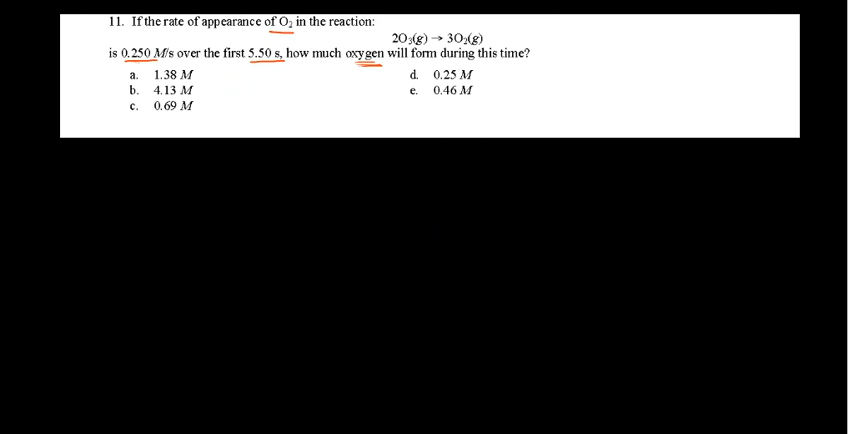 11. If the rate of appearance of O₂ in the reaction:
2O₃(g) → 3O₂(g)
is 0.250 M/s over the first 5.50 s, how much oxygen will form during this time?
a. 1.38 M
b. 4.13 M
c. 0.69 M
d. 0.25 M
e. 0.46 M